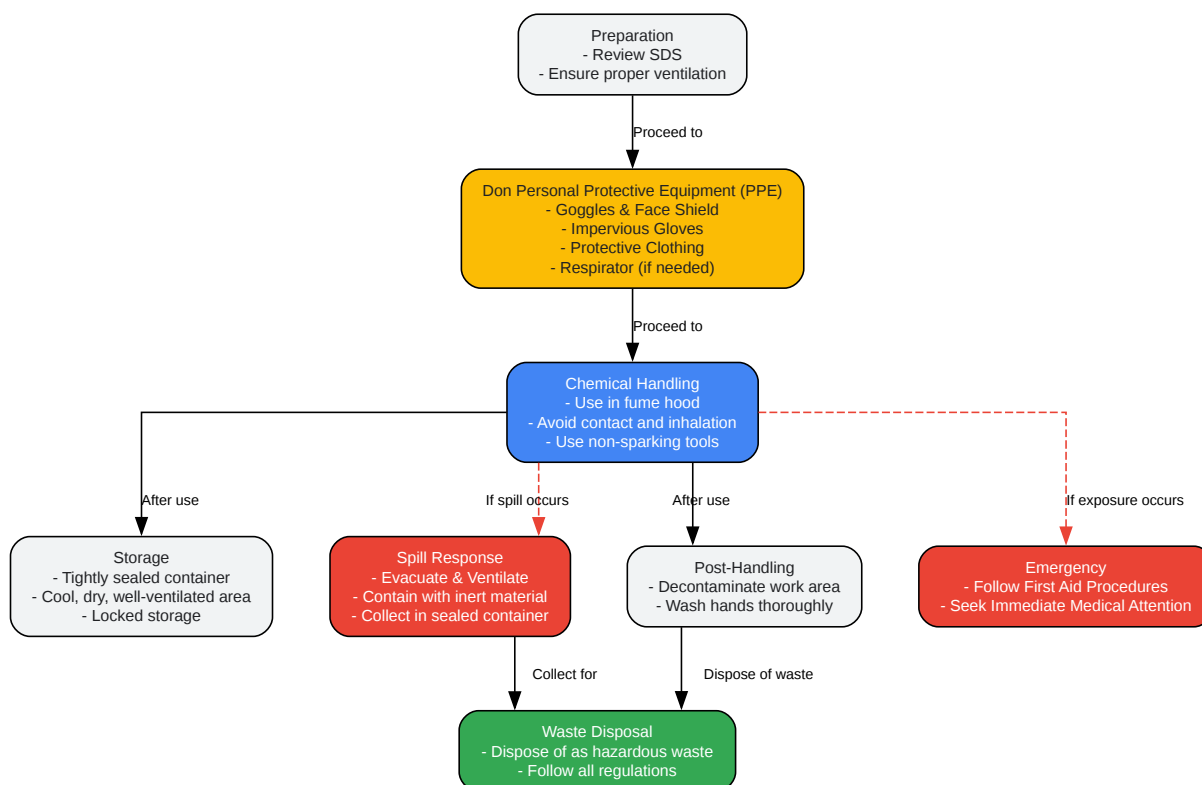 Preparation
- Review SDS
- Ensure proper ventilation
Proceed to
Don Personal Protective Equipment (PPE)
- Goggles & Face Shield
- Impervious Gloves
- Protective Clothing
- Respirator (if needed)
Proceed to
Chemical Handling
- Use in fume hood
- Avoid contact and inhalation
- Use non-sparking tools
After use
If spill occurs
After use
If exposure occurs
Storage
- Tightly sealed container
- Cool, dry, well-ventilated area
- Locked storage
Spill Response
- Evacuate & Ventilate
- Contain with inert material
- Collect in sealed container
Post-Handling
- Decontaminate work area
- Wash hands thoroughly
Emergency
- Follow First Aid Procedures
- Seek Immediate Medical Attention
Collect for
Dispose of waste
Waste Disposal
- Dispose of as hazardous waste
- Follow all regulations